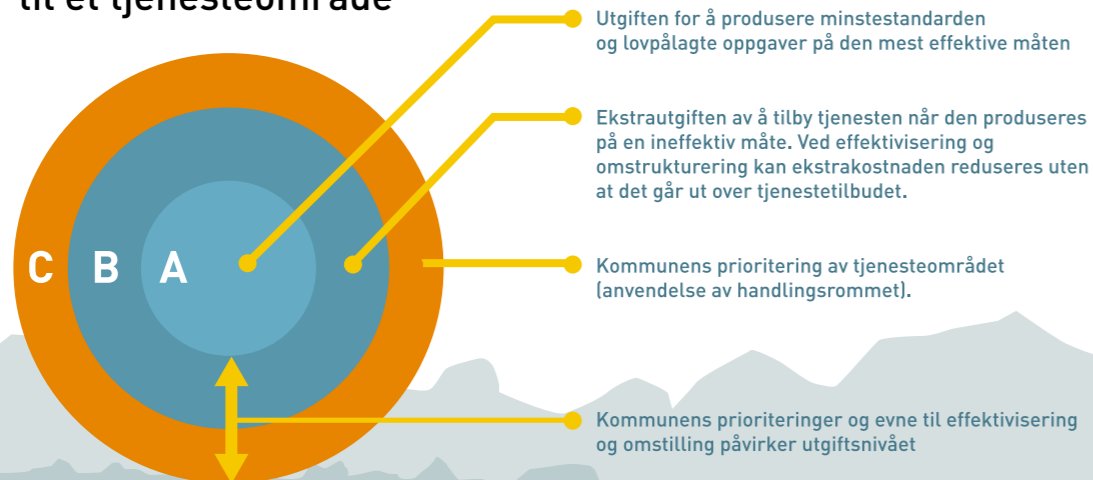 til et tjenesteområde
Utgiften for å produsere minstestandarden
og lovpålagte oppgaver på den mest effektive måten
Ekstrautgiften av å tilby tjenesten når den produseres
på en ineffektiv måte. Ved effektivisering og
omstrukturering kan ekstrakostnaden reduseres uten
at det går ut over tjenestetilbudet.
C B A
Kommunens prioritering av tjenesteområdet
(anvendelse av handlingsrommet).
Kommunens prioriteringer og evne til effektivisering
og omstilling påvirker utgiftsnivået